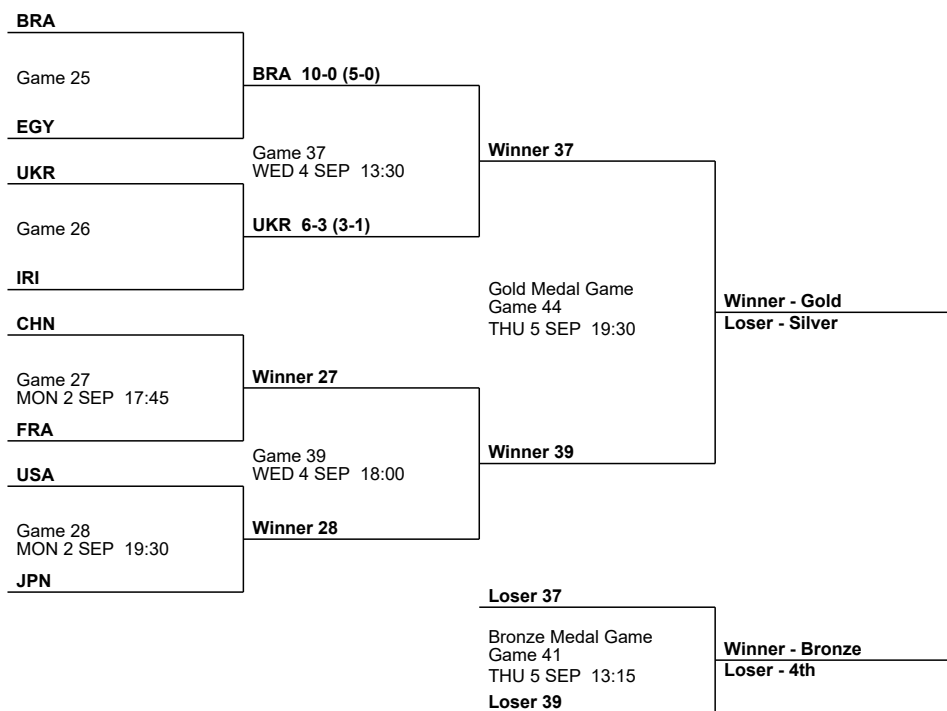 BRA
Game 25
BRA 10-0 (5-0)
EGY
Game 37
WED 4 SEP 13:30
Winner 37
UKR
Game 26
UKR 6-3 (3-1)
IRI
Gold Medal Game
Game 44
THU 5 SEP 19:30
Winner - Gold
Loser - Silver
CHN
Game 27
MON 2 SEP 17:45
Winner 27
FRA
Game 39
WED 4 SEP 18:00
Winner 39
USA
Game 28
MON 2 SEP 19:30
Winner 28
JPN
Loser 37
Bronze Medal Game
Game 41
THU 5 SEP 13:15
Winner - Bronze
Loser - 4th
Loser 39